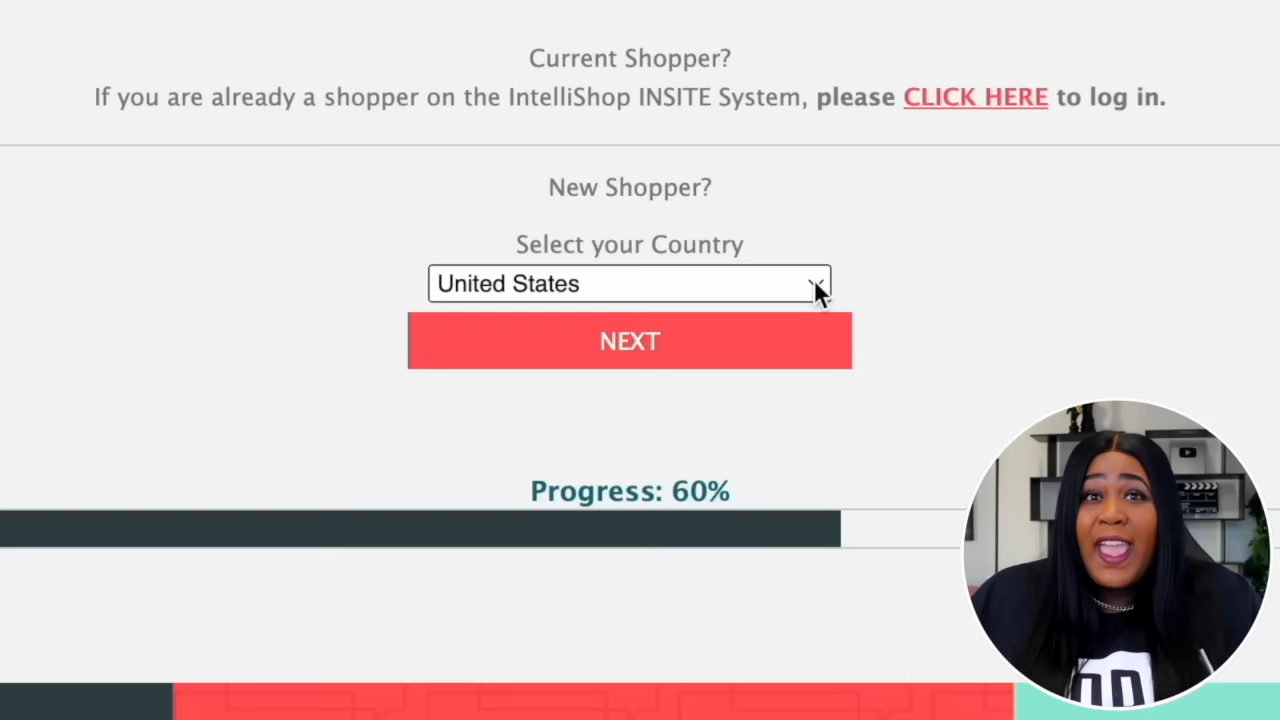 Current Shopper?
If you are already a shopper on the IntelliShop INSITE System, please CLICK HERE to log in.
New Shopper?
Select your Country
United States
NEXT
Progress: 60%